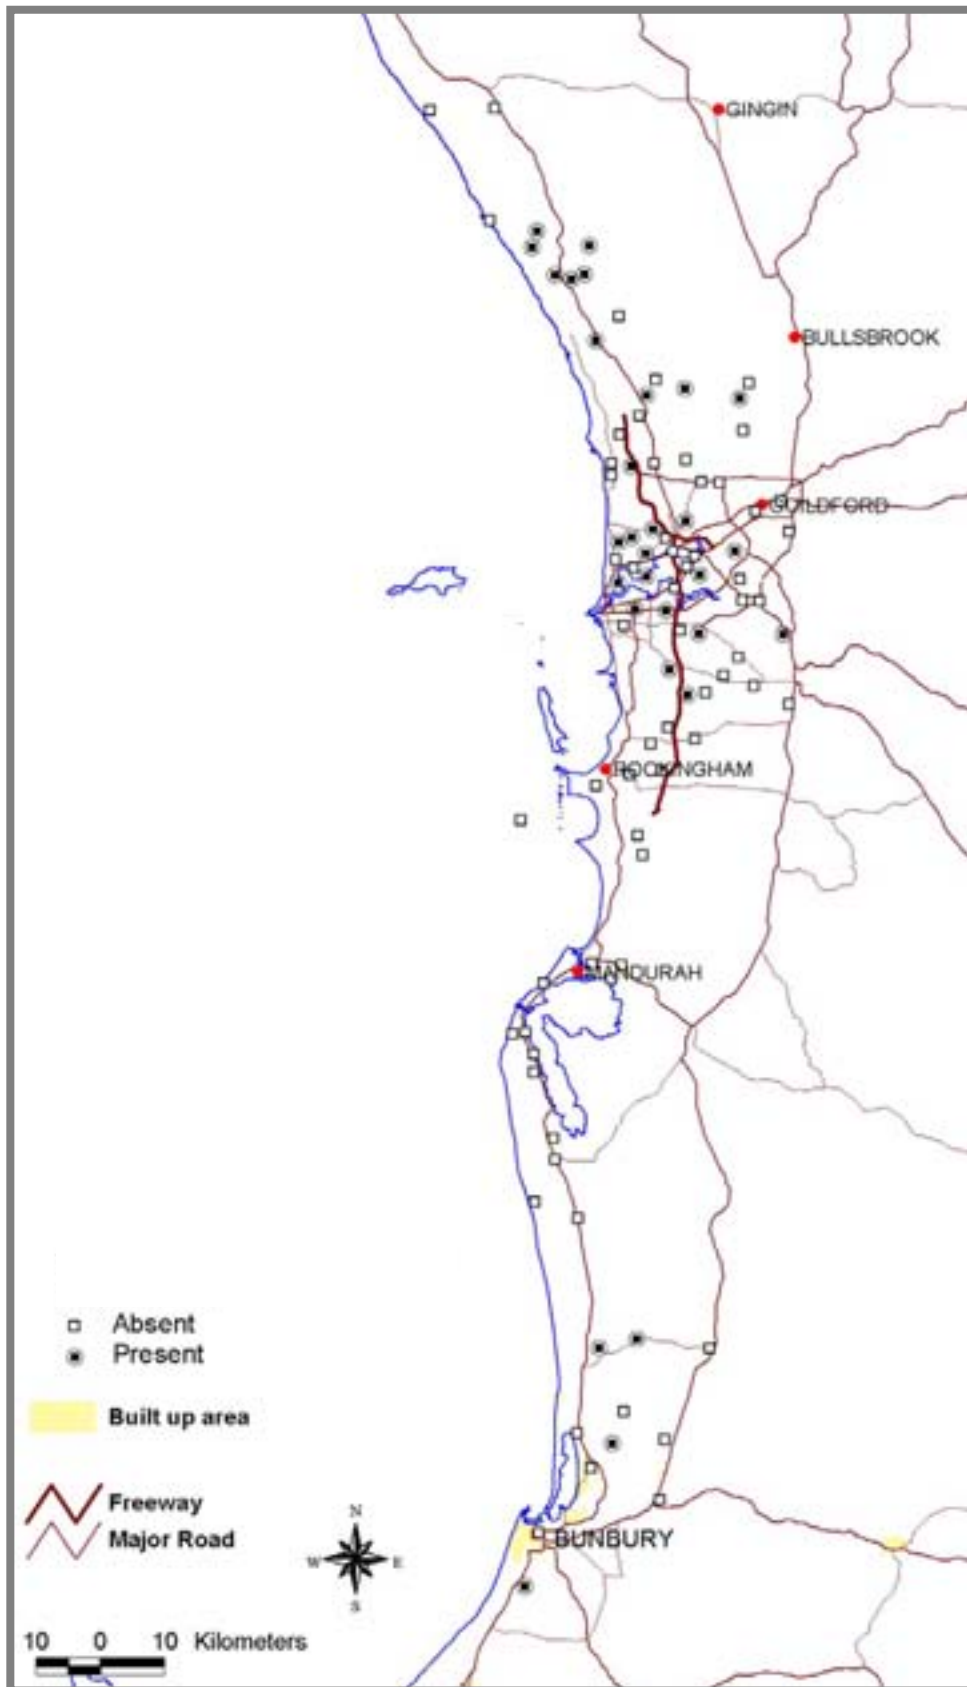 GINGIN
BULLSBROOK
GUILDFORD
ROCKINGHAM
MANDURAH
Absent
Present
Built up area
Freeway
Major Road
N
W E
S
BUNBURY
10 0 10 Kilometers